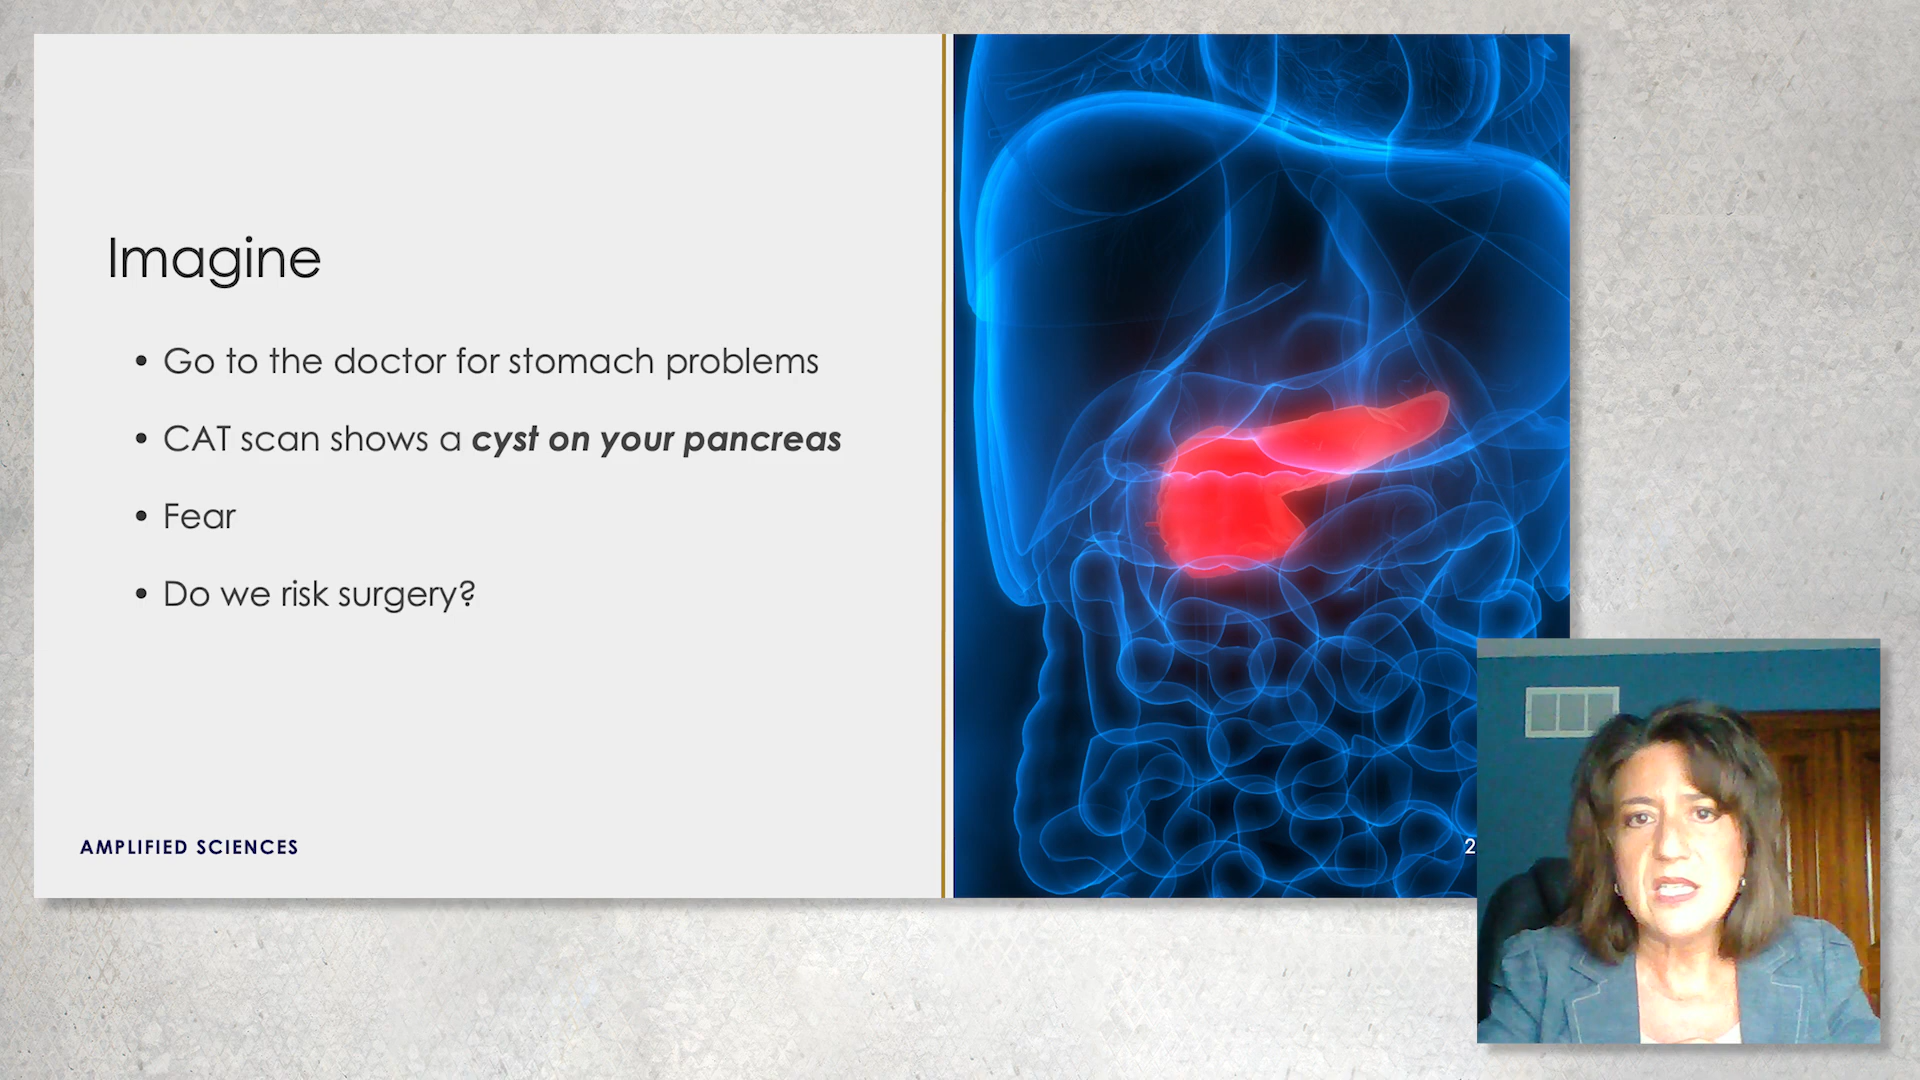 Imagine
• Go to the doctor for stomach problems
• CAT scan shows a cyst on your pancreas
• Fear
• Do we risk surgery?
AMPLIFIED SCIENCES
2